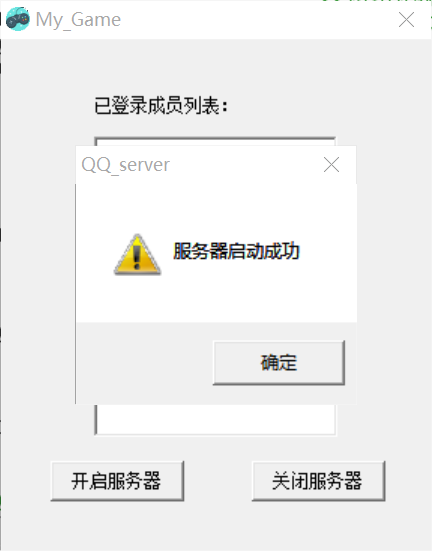 My_Game
已登录成员列表：
QQ_server
服务器启动成功
确定
开启服务器
关闭服务器